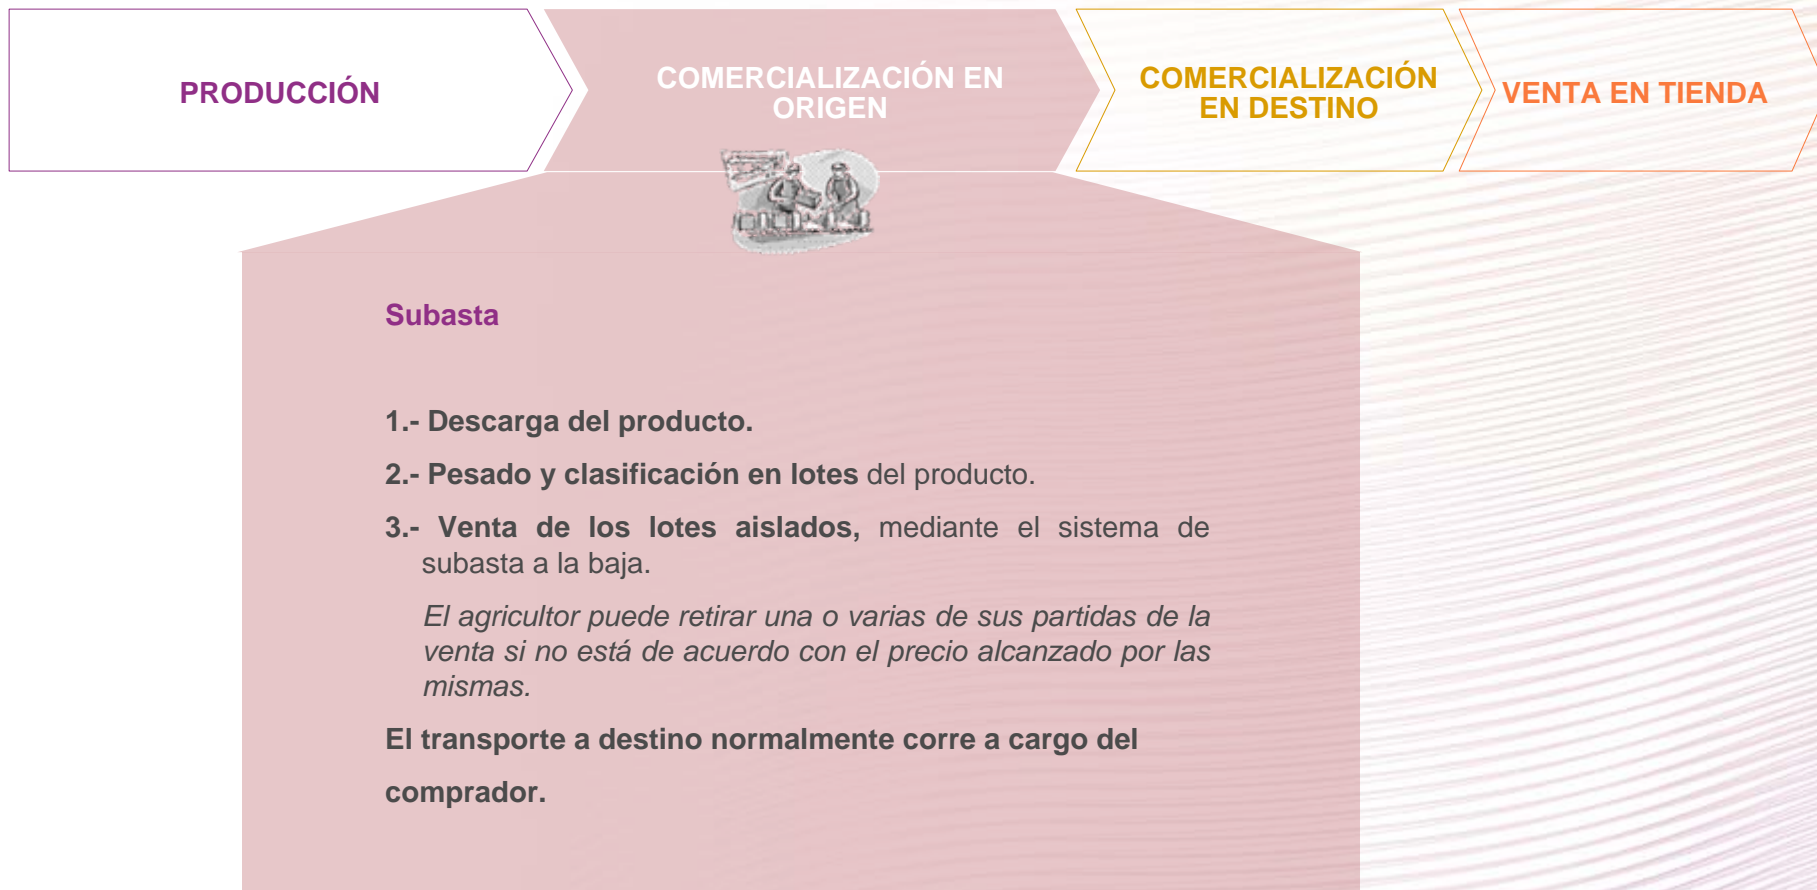 PRODUCCIÓN
COMERCIALIZACIÓN EN
ORIGEN
COMERCIALIZACIÓN
EN DESTINO
VENTA EN TIENDA
Subasta
1.- Descarga del producto.
2.- Pesado y clasificación en lotes del producto.
3.- Venta de los lotes aislados, mediante el sistema de
subasta a la baja.
El agricultor puede retirar una o varias de sus partidas de la
venta si no está de acuerdo con el precio alcanzado por las
mismas.
El transporte a destino normalmente corre a cargo del
comprador.